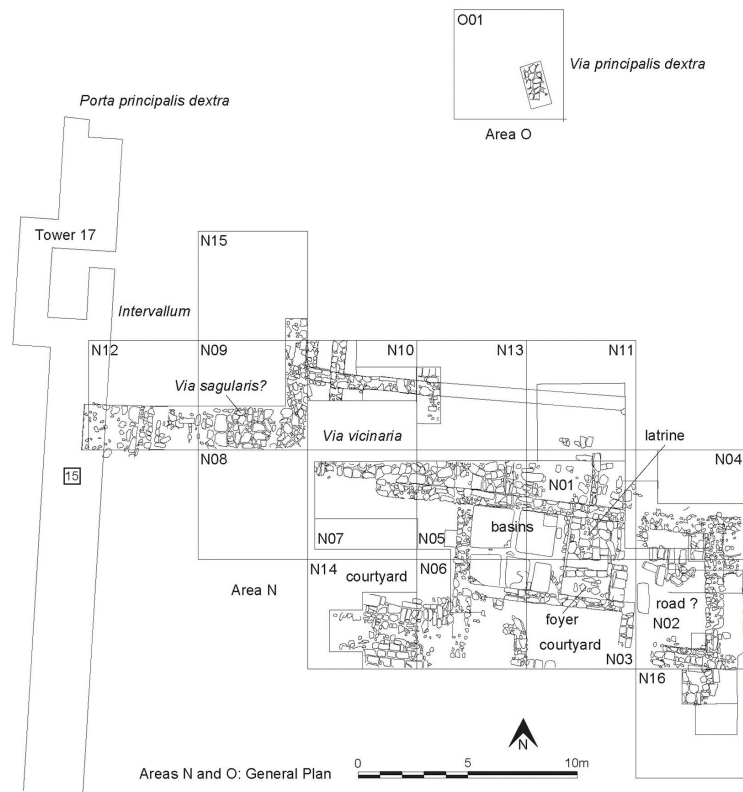 O01
Via principalis dextra
Porta principalis dextra
Area O
Tower 17
N15
Intervallum
N12
N09
N10
N13
N11
Via sagularis?
latrine
Via vicinaria
N08
N04
15
N01
basins
N07
N05
N14
courtyard
N06
Area N
road ?
foyer
N02
courtyard
N03
N16
N
Areas N and O: General Plan
0
5
10m